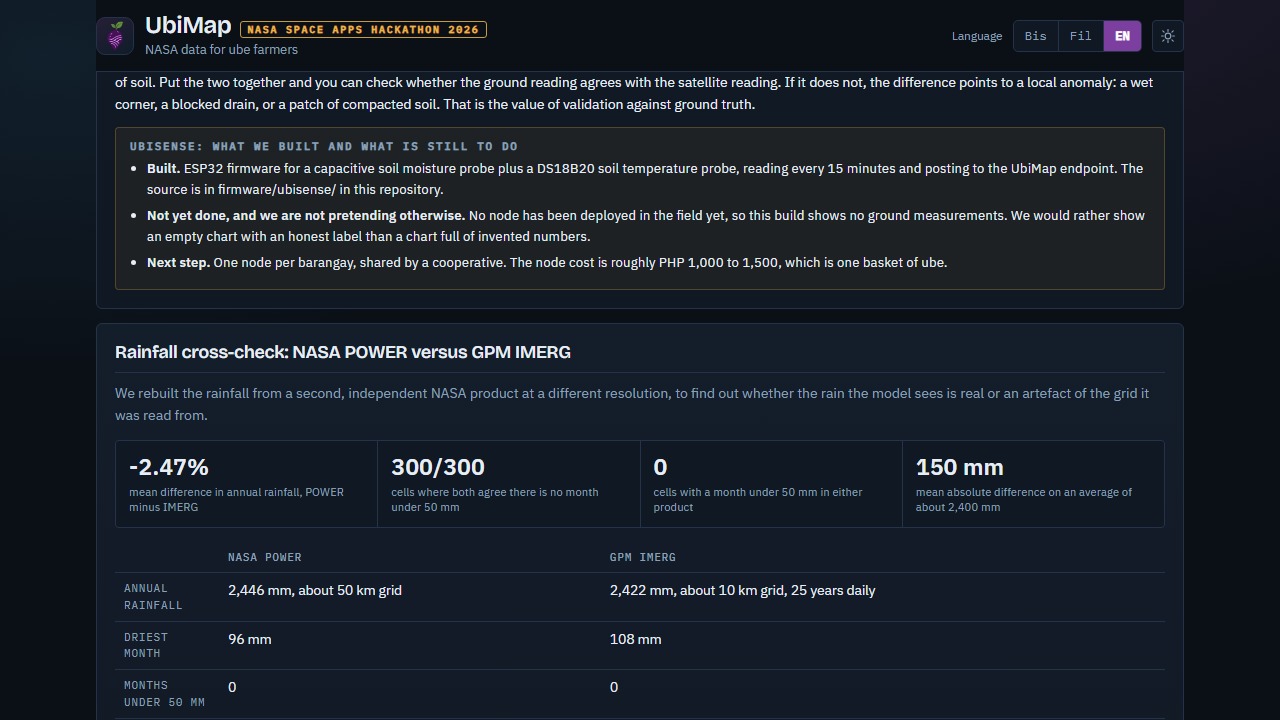 UbiMap NASA SPACE APPS HACKATHON 2026
NASA data for ube farmers
Language Bis Fil EN
of soil. Put the two together and you can check whether the ground reading agrees with the satellite reading. If it does not, the difference points to a local anomaly: a wet
corner, a blocked drain, or a patch of compacted soil. That is the value of validation against ground truth.
UBISENSE: WHAT WE BUILT AND WHAT IS STILL TO DO
• Built. ESP32 firmware for a capacitive soil moisture probe plus a DS18B20 soil temperature probe, reading every 15 minutes and posting to the UbiMap endpoint. The
source is in firmware/ubisense/ in this repository.
• Not yet done, and we are not pretending otherwise. No node has been deployed in the field yet, so this build shows no ground measurements. We would rather show
an empty chart with an honest label than a chart full of invented numbers.
• Next step. One node per barangay, shared by a cooperative. The node cost is roughly PHP 1,000 to 1,500, which is one basket of ube.
Rainfall cross-check: NASA POWER versus GPM IMERG
We rebuilt the rainfall from a second, independent NASA product at a different resolution, to find out whether the rain the model sees is real or an artefact of the grid it
was read from.
-2.47%
mean difference in annual rainfall, POWER
minus IMERG
300/300
cells where both agree there is no month
under 50 mm
0
cells with a month under 50 mm in either
product
150 mm
mean absolute difference on an average of
about 2,400 mm
NASA POWER GPM IMERG
ANNUAL
RAINFALL
2,446 mm, about 50 km grid
2,422 mm, about 10 km grid, 25 years daily
DRIEST
MONTH
96 mm
108 mm
MONTHS
UNDER 50 MM
0
0